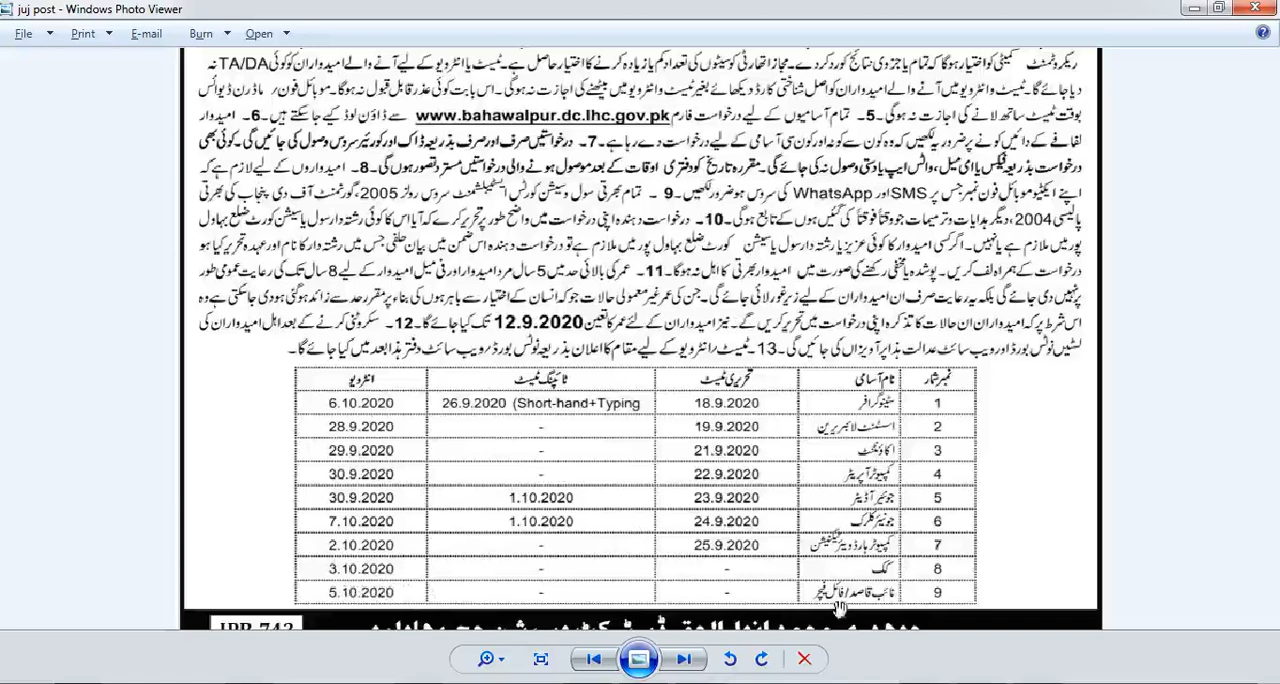 juj post - Windows Photo Viewer
File Print E-mail Burn Open
ریکروٹمنٹ کمیٹی کو اختیار ہوگا کہ تمام یا جزوی نتائج کو رد کر دے۔ مجاز اتھارٹی کو سیٹوں کی تعداد کم یا زیادہ کرنے کا اختیار حاصل ہے۔ ٹیسٹ یا انٹرویو کے لیے آنے والے امیدواران کو کوئی TA/DA نہ
دیا جائے گا۔ ٹیسٹ و انٹرویو میں آنے والے امیدواران کو اصل شناختی کارڈ دیکھائے بغیر ٹیسٹ و انٹرویو میں بیٹھنے کی اجازت نہ ہوگی۔ اس بابت کوئی عذر قابل قبول نہ ہوگا۔ موبائل فون، ماڈرن ڈیوائس
بوقت ٹیسٹ ساتھ لانے کی اجازت نہ ہوگی۔ 5۔ تمام آسامیوں کے لیے درخواست فارم www.bahawalpur.dc.lhc.gov.pk سے ڈاؤن لوڈ کیے جا سکتے ہیں۔ 6۔ امیدوار
لفافے کے دائیں کونے پر ضرور لکھیں کہ وہ کون سے کوٹہ اور کون سی آسامی کے لیے درخواست دے رہا ہے۔ 7۔ درخواستیں صرف اور صرف بذریعہ ڈاک اور کورئیر سروس وصول کی جائیں گی۔ کوئی بھی
درخواست بذریعہ فیکس یا ای میل، واٹس ایپ یا دستی وصول نہ کی جائے گی۔ مقررہ تاریخ کو دفتری اوقات کے بعد موصول ہونے والی درخواستیں مسترد تصور ہوں گی۔ 8۔ امیدواروں کے لیے لازم ہے کہ
اپنے ایکٹیو موبائل فون نمبر جس پر SMS اور WhatsApp کی سروس ہو ضرور لکھیں۔ 9۔ تمام بھرتی سول و سیشن کورٹس اسٹیبلشمنٹ سروس رولز 2005، گورنمنٹ آف دی پنجاب کی بھرتی
پالیسی 2004، دیگر ہدایات و ترمیمات جو وقتاً فوقتاً کی گئیں ہوں کے تابع ہوگی۔ 10۔ درخواست دہندہ اپنی درخواست میں واضح طور پر تحریر کرے کہ آیا اس کا کوئی رشتہ دار سول یا سیشن کورٹ ضلع بہاول
پور میں ملازم ہے یا نہیں۔ اگر کسی امیدوار کا کوئی عزیز یا رشتہ دار سول یا سیشن کورٹ ضلع بہاول پور میں ملازم ہے تو درخواست دہندہ اس ضمن میں بیان حلفی جس میں رشتہ دار کا نام اور عہدہ تحریر کیا ہو
درخواست کے ہمراہ لف کریں۔ پوشیدہ یا مخفی رکھنے کی صورت میں امیدوار بھرتی کا اہل نہ ہوگا۔ 11۔ عمر کی بالائی حد میں 5 سال مرد امیدوار اور فی میل امیدوار کے لیے 8 سال تک کی رعایت عمومی طور
پر نہیں دی جائے گی بلکہ یہ رعایت صرف ان امیدواران کے لیے زیر غور لائی جائے گی۔ جن کی عمر غیر معمولی حالات جو کہ انسان کے اختیار سے باہر ہوں کی بناء پر مقرر حد سے زائد ہو گئی ہو دی جا سکتی ہے وہ
اس شرط پر کہ امیدواران ان حالات کا تذکرہ اپنی درخواست میں تحریر کریں گے۔ نیز امیدواران کے لئے عمر کا تعین 12.9.2020 تک کیا جائے گا۔ 12۔ سکروٹنی کرنے کے بعد اہل امیدواران کی
لسٹیں نوٹس بورڈ اور ویب سائٹ عدالت ہذا پر آویزاں کی جائیں گی۔ 13۔ ٹیسٹ، انٹرویو کے لیے مقام کا اعلان بذریعہ نوٹس بورڈ، ویب سائٹ دفتر ہذا بعد میں کیا جائے گا۔
نمبر شمار نام آسامی تحریری ٹیسٹ ٹائپنگ ٹیسٹ انٹرویو
1 سٹینوگرافر 18.9.2020 26.9.2020 (Short-hand+Typing 6.10.2020
2 اسسٹنٹ لائبریرین 19.9.2020 - 28.9.2020
3 اکاؤنٹنٹ 21.9.2020 - 29.9.2020
4 کمپیوٹر آپریٹر 22.9.2020 - 30.9.2020
5 جونیئر آڈیٹر 23.9.2020 1.10.2020 30.9.2020
6 جونیئر کلرک 24.9.2020 1.10.2020 7.10.2020
7 کمپیوٹر ہارڈ ویئر ٹیکنیشن 25.9.2020 - 2.10.2020
8 کک - - 3.10.2020
9 نائب قاصد/فائل فیچر - - 5.10.2020